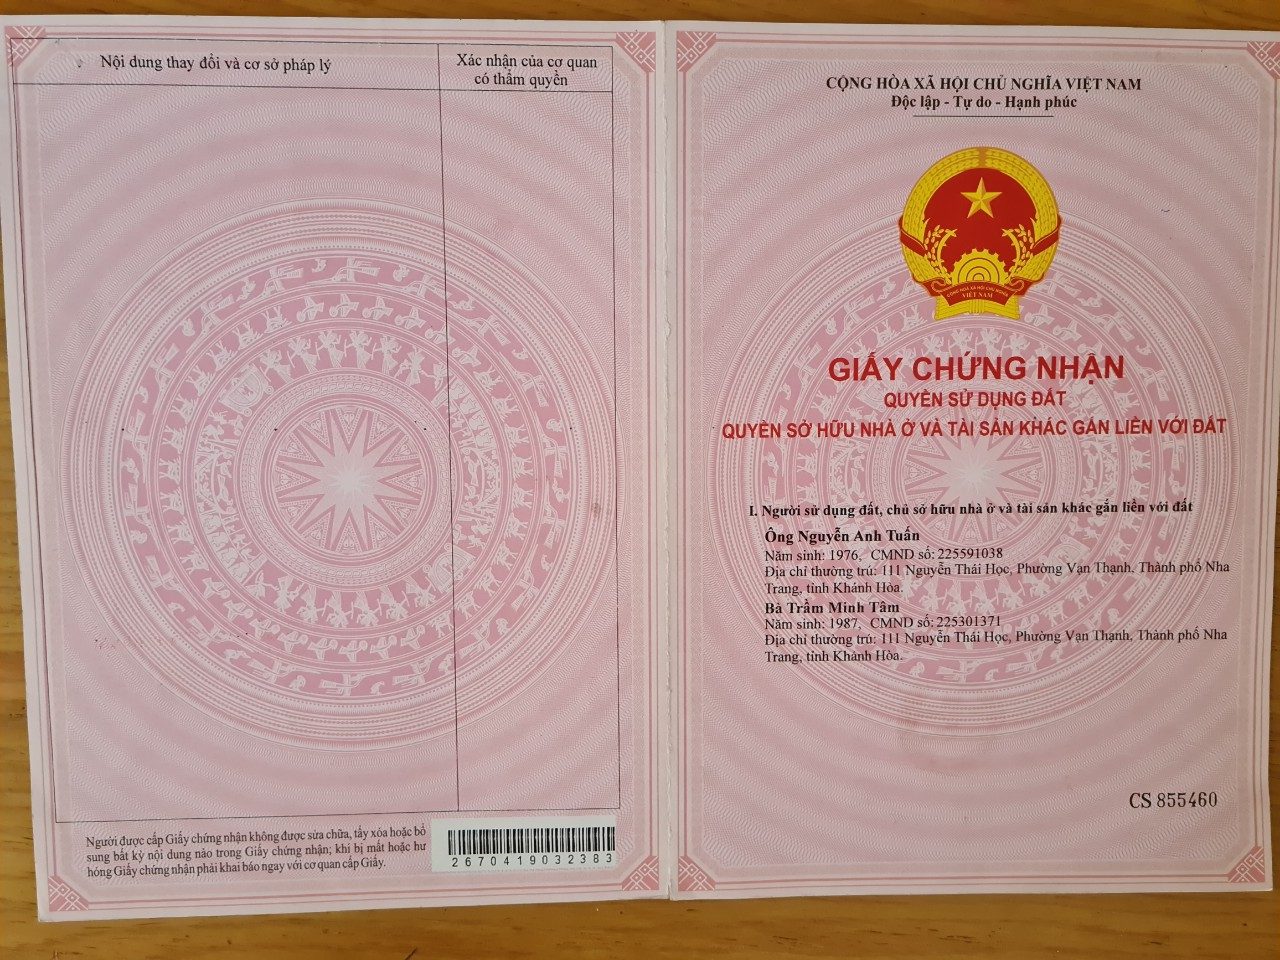 Nội dung thay đổi và cơ sở pháp lý
Xác nhận của cơ quan
có thẩm quyền
Người được cấp Giấy chứng nhận không được sửa chữa, tẩy xóa hoặc bổ
sung bất kỳ nội dung nào trong Giấy chứng nhận; khi bị mất hoặc hư
hỏng Giấy chứng nhận phải khai báo ngay với cơ quan cấp Giấy.
2670419032383
CỘNG HÒA XÃ HỘI CHỦ NGHĨA VIỆT NAM
Độc lập - Tự do - Hạnh phúc
CỘNG HOÀ XÃ HỘI CHỦ NGHĨA
VIỆT NAM
GIẤY CHỨNG NHẬN
QUYỀN SỬ DỤNG ĐẤT
QUYỀN SỞ HỮU NHÀ Ở VÀ TÀI SẢN KHÁC GẮN LIỀN VỚI ĐẤT
I. Người sử dụng đất, chủ sở hữu nhà ở và tài sản khác gắn liền với đất
Ông Nguyễn Anh Tuấn
Năm sinh: 1976, CMND số: 225591038
Địa chỉ thường trú: 111 Nguyễn Thái Học, Phường Vạn Thạnh, Thành phố Nha
Trang, tỉnh Khánh Hòa.
Bà Trầm Minh Tâm
Năm sinh: 1987, CMND số: 225301371
Địa chỉ thường trú: 111 Nguyễn Thái Học, Phường Vạn Thạnh, Thành phố Nha
Trang, tỉnh Khánh Hòa.
CS 855460